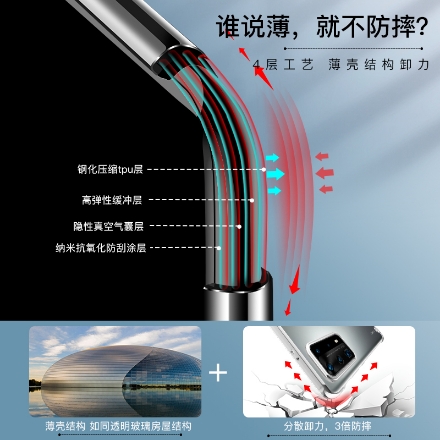 谁说薄，就不防摔?
4层工艺 薄壳结构卸力
钢化压缩tpu层
高弹性缓冲层
隐性真空气囊层
纳米抗氧化防刮涂层
薄壳结构 如同透明玻璃房屋结构
分散卸力，3倍防摔